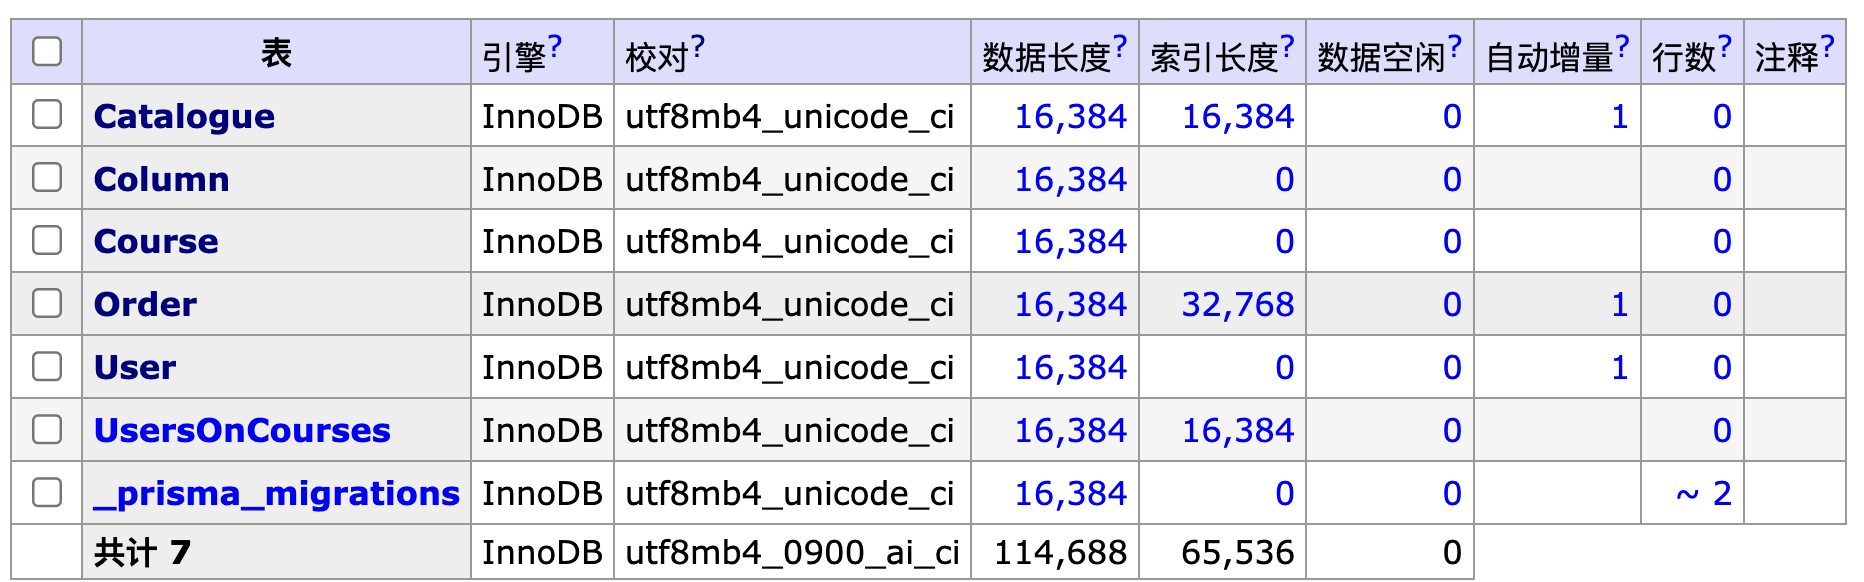 表 引擎? 校对? 数据长度? 索引长度? 数据空闲? 自动增量? 行数? 注释?
Catalogue InnoDB utf8mb4_unicode_ci 16,384 16,384 0 1 0
Column InnoDB utf8mb4_unicode_ci 16,384 0 0 0
Course InnoDB utf8mb4_unicode_ci 16,384 0 0 0
Order InnoDB utf8mb4_unicode_ci 16,384 32,768 0 1 0
User InnoDB utf8mb4_unicode_ci 16,384 0 0 1 0
UsersOnCourses InnoDB utf8mb4_unicode_ci 16,384 16,384 0 0
_prisma_migrations InnoDB utf8mb4_unicode_ci 16,384 0 0 ~ 2
共计 7 InnoDB utf8mb4_0900_ai_ci 114,688 65,536 0